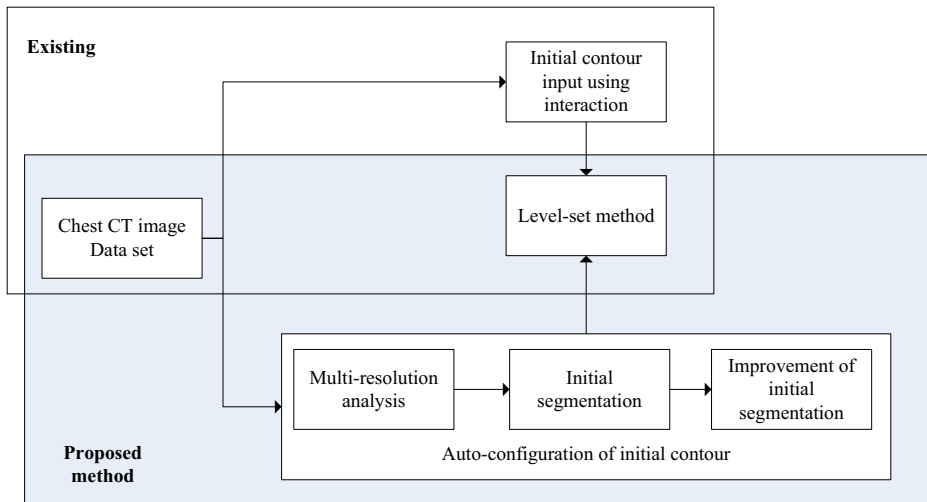 Existing
Initial contour
input using
interaction
Chest CT image
Data set
Level-set method
Multi-resolution
analysis
Initial
segmentation
Improvement of
initial
segmentation
Auto-configuration of initial contour
Proposed
method